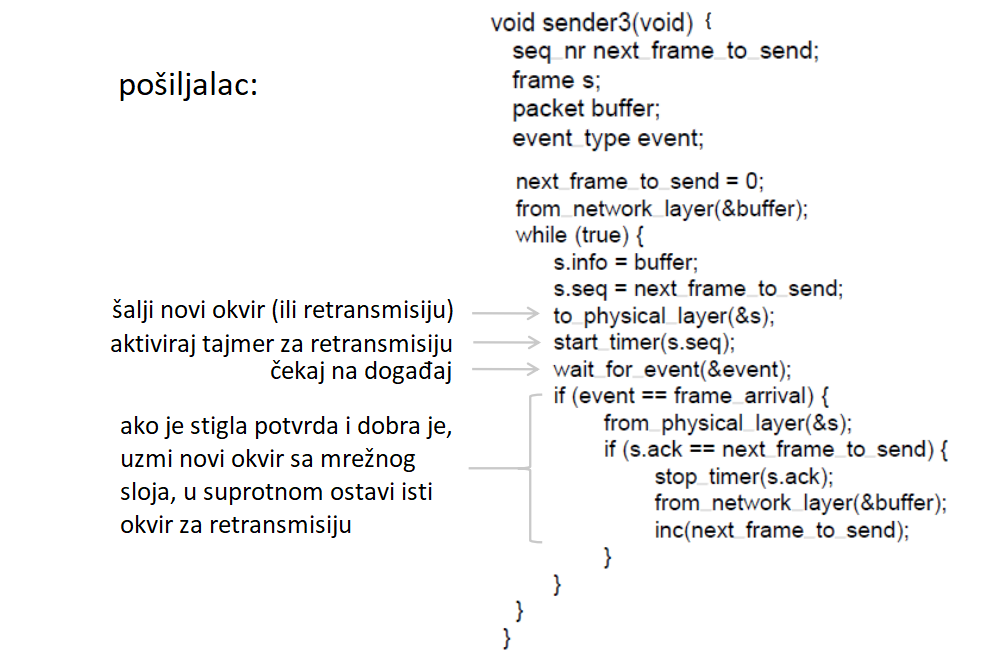 pošiljalac:
void sender3(void) {
seq_nr next_frame_to_send;
frame s;
packet buffer;
event_type event;
next_frame_to_send = 0;
from_network_layer(&buffer);
while (true) {
s.info = buffer;
s.seq = next_frame_to_send;
šalji novi okvir (ili retransmisiju)
to_physical_layer(&s);
aktiviraj tajmer za retransmisiju
start_timer(s.seq);
čekaj na događaj
wait_for_event(&event);
if (event == frame_arrival) {
ako je stigla potvrda i dobra je,
uzmi novi okvir sa mrežnog
sloja, u suprotnom ostavi isti
okvir za retransmisiju
from_physical_layer(&s);
if (s.ack == next_frame_to_send) {
stop_timer(s.ack);
from_network_layer(&buffer);
inc(next_frame_to_send);
}
}
}
}